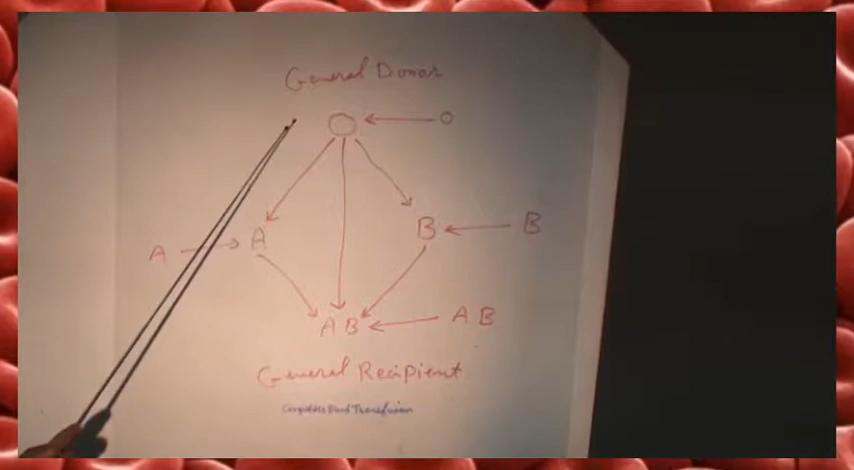 General Donor
O ← O
A → A
B ← B
AB ← AB
General Recipient
Compatible Blood Transfusion